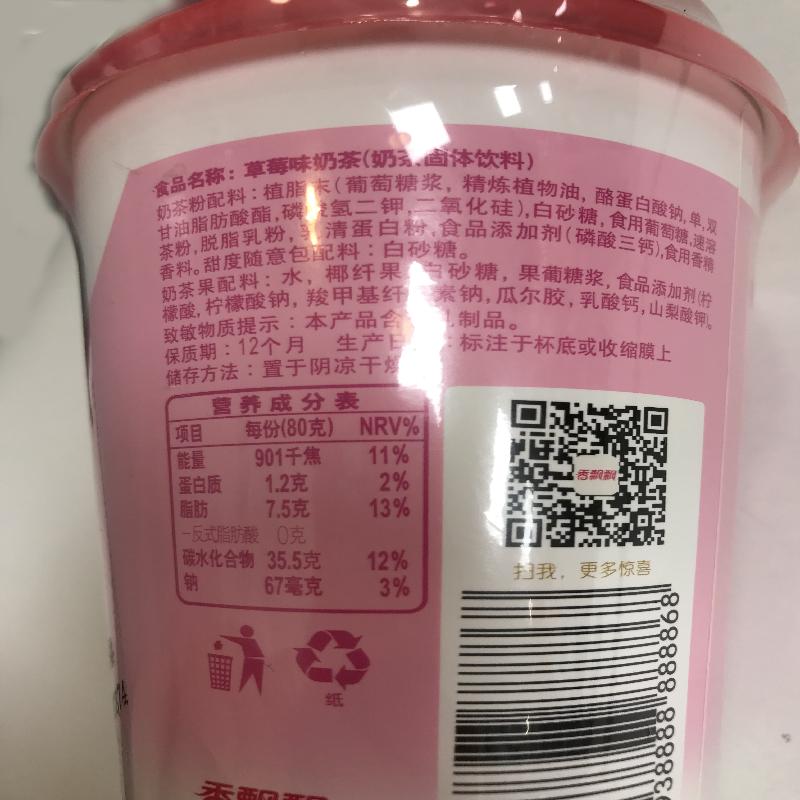 食品名称：草莓味奶茶(奶茶固体饮料)
奶茶粉配料：植脂末(葡萄糖浆，精炼植物油，酪蛋白酸钠，单，双
甘油脂肪酸酯，磷酸氢二钾，二氧化硅)，白砂糖，食用葡萄糖，速溶
茶粉，脱脂乳粉，乳清蛋白粉，食品添加剂(磷酸三钙)，食用香精
香料。甜度随意包配料：白砂糖。
奶茶果配料：水，椰纤果，白砂糖，果葡糖浆，食品添加剂(柠
檬酸，柠檬酸钠，羧甲基纤维素钠，瓜尔胶，乳酸钙，山梨酸钾)。
致敏物质提示：本产品含有乳制品。
保质期：12个月 生产日期：标注于杯底或收缩膜上
储存方法：置于阴凉干燥
营养成分表
项目 每份(80克) NRV%
能量 901千焦 11%
蛋白质 1.2克 2%
脂肪 7.5克 13%
—反式脂肪酸 0克
碳水化合物 35.5克 12%
钠 67毫克 3%
香飘飘
扫我，更多惊喜
纸
938888 888868
香飘飘